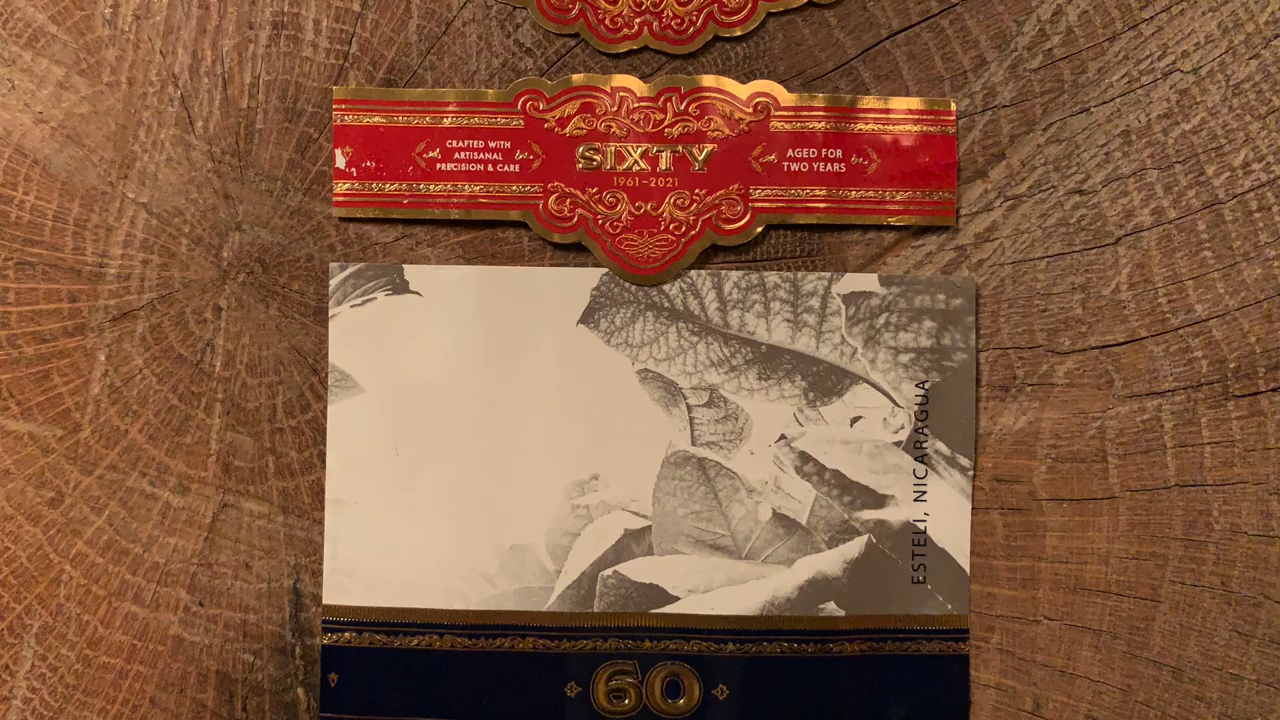 CRAFTED WITH
ARTISANAL
PRECISION & CARE
SIXTY
1961-2021
AGED FOR
TWO YEARS
ESTELI, NICARAGUA
60